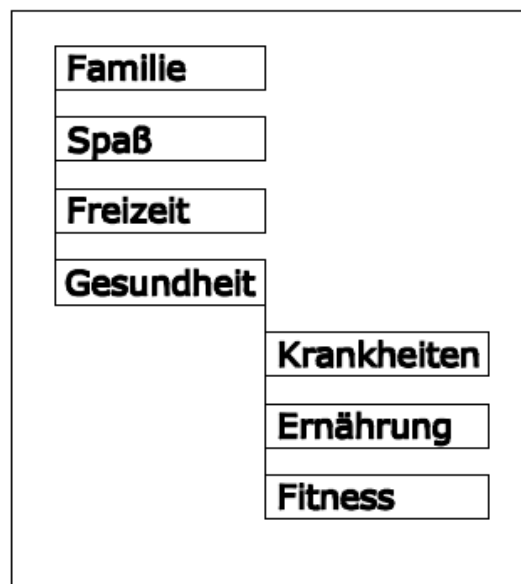 Familie
Spaß
Freizeit
Gesundheit
Krankheiten
Ernährung
Fitness